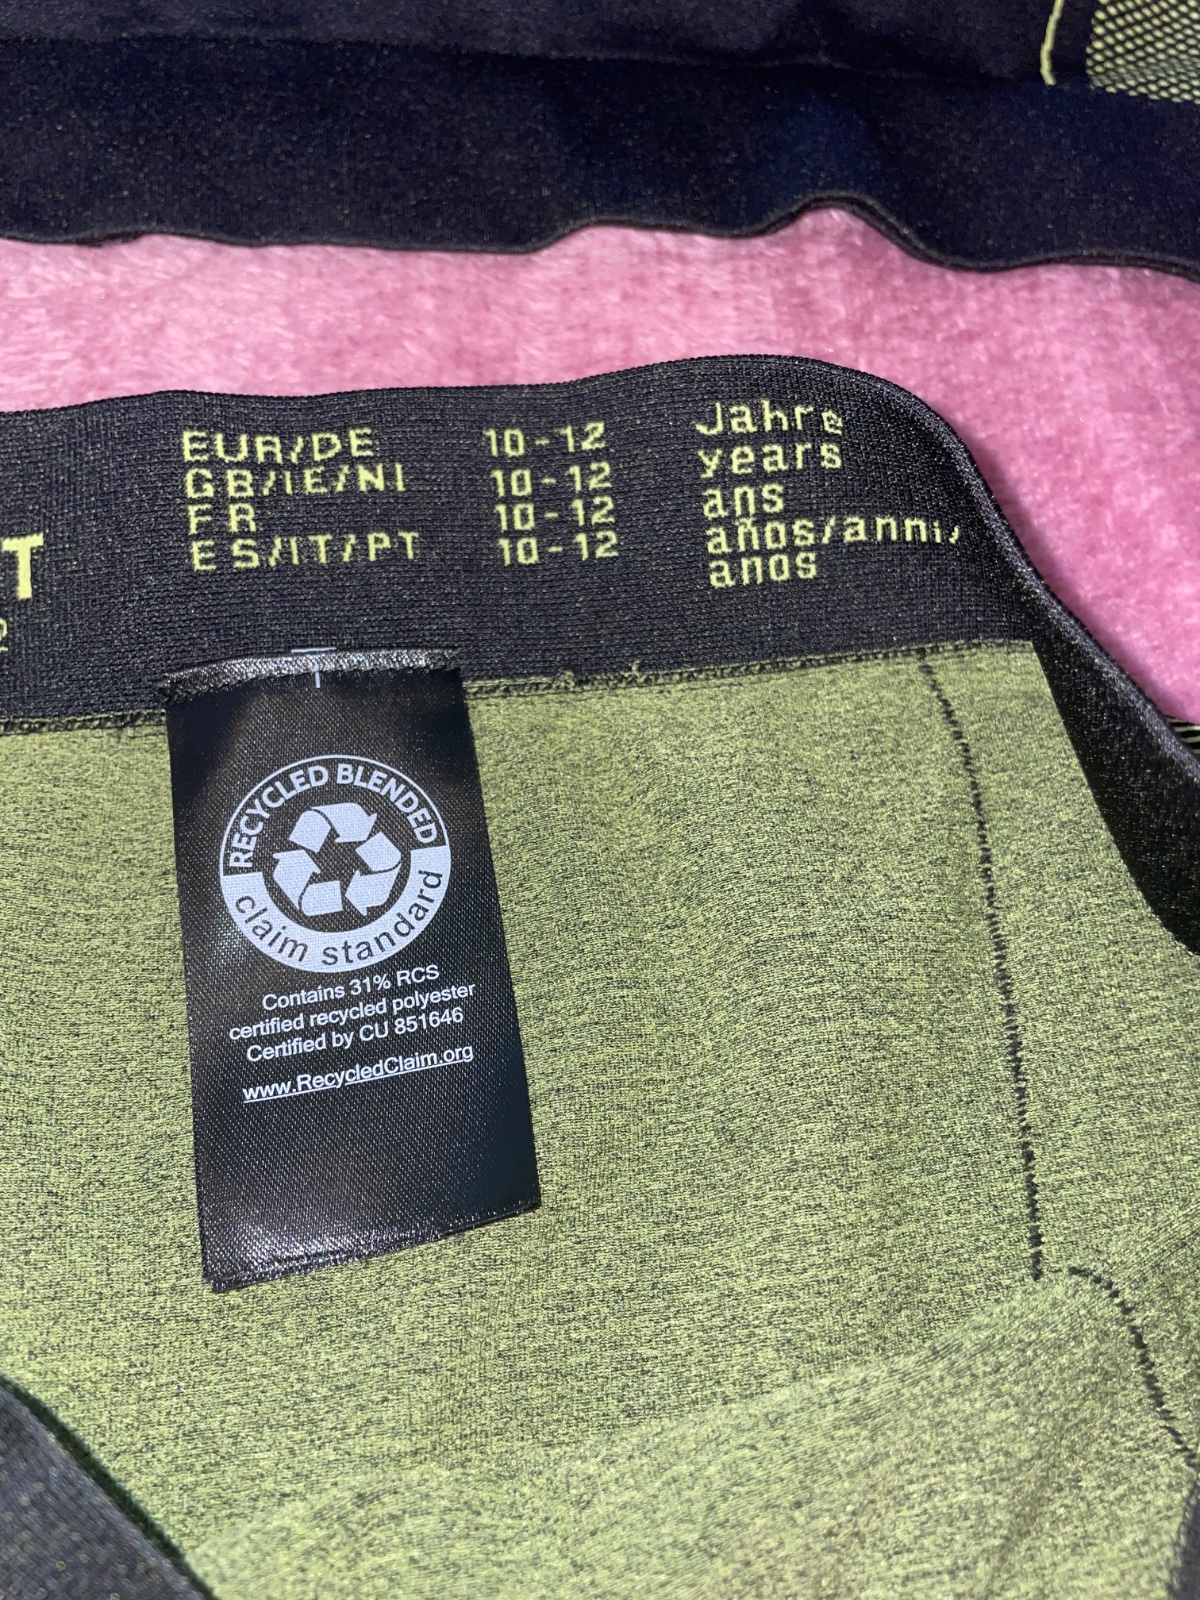 EUR/DE 10-12 Jahre
GB/IE/NI 10-12 years
FR 10-12 ans
ES/IT/PT 10-12 años/anni/
anos
T
RECYCLED BLENDED
claim standard
Contains 31% RCS
certified recycled polyester
Certified by CU 851646
www.RecycledClaim.org